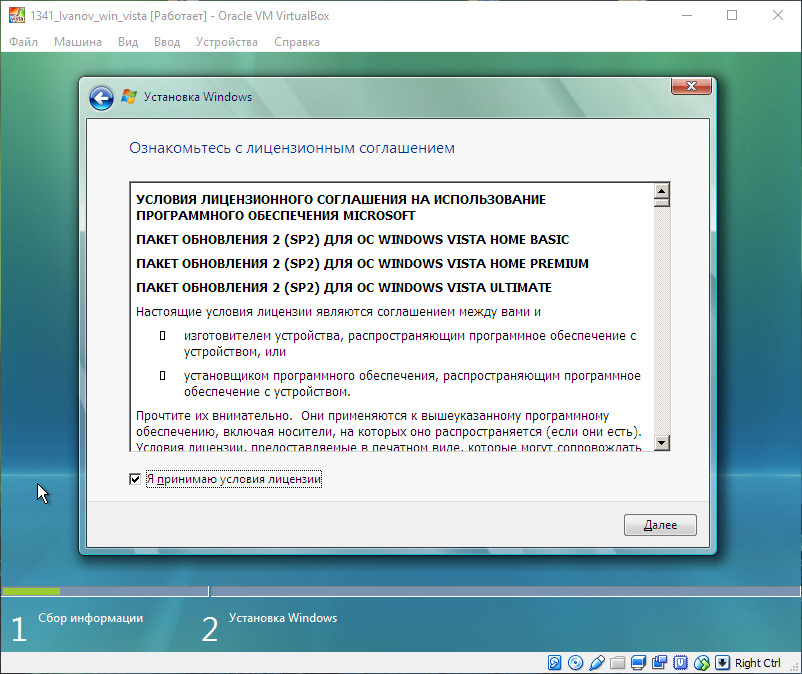 1341_Ivanov_win_vista [Работает] - Oracle VM VirtualBox
Файл Машина Вид Ввод Устройства Справка
Установка Windows
Ознакомьтесь с лицензионным соглашением
УСЛОВИЯ ЛИЦЕНЗИОННОГО СОГЛАШЕНИЯ НА ИСПОЛЬЗОВАНИЕ
ПРОГРАММНОГО ОБЕСПЕЧЕНИЯ MICROSOFT
ПАКЕТ ОБНОВЛЕНИЯ 2 (SP2) ДЛЯ ОС WINDOWS VISTA HOME BASIC
ПАКЕТ ОБНОВЛЕНИЯ 2 (SP2) ДЛЯ ОС WINDOWS VISTA HOME PREMIUM
ПАКЕТ ОБНОВЛЕНИЯ 2 (SP2) ДЛЯ ОС WINDOWS VISTA ULTIMATE
Настоящие условия лицензии являются соглашением между вами и
изготовителем устройства, распространяющим программное обеспечение с
устройством, или
установщиком программного обеспечения, распространяющим программное
обеспечение с устройством.
Прочтите их внимательно. Они применяются к вышеуказанному программному
обеспечению, включая носители, на которых оно распространяется (если они есть).
Условия лицензии, предоставляемые в печатном виде, которые могут сопровождать
Я принимаю условия лицензии
Далее
1 Сбор информации
2 Установка Windows
Right Ctrl